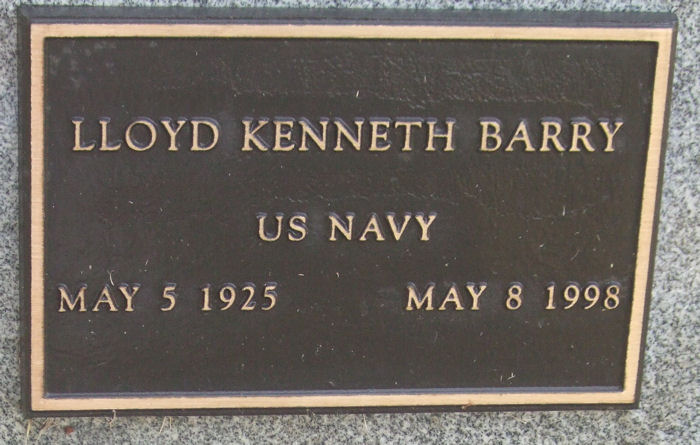 LLOYD KENNETH BARRY
US NAVY
MAY 5 1925 MAY 8 1998